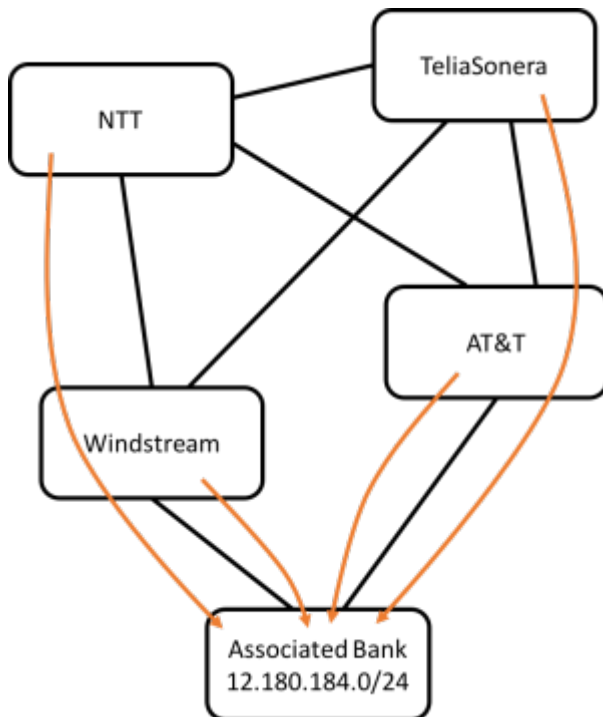 TeliaSonera
NTT
AT&T
Windstream
Associated Bank
12.180.184.0/24